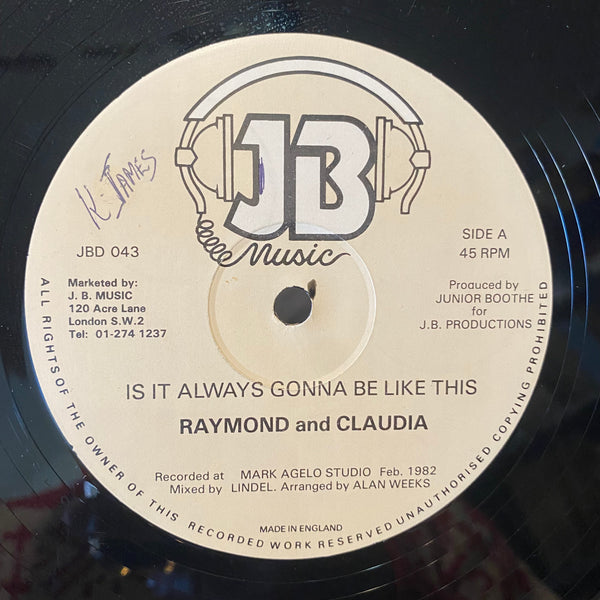 JB
Music
K. JAMES
JBD 043
SIDE A
45 RPM
Marketed by:
J. B. MUSIC
120 Acre Lane
London S.W.2
Tel: 01-274 1237
Produced by
JUNIOR BOOTHE
for
J.B. PRODUCTIONS
IS IT ALWAYS GONNA BE LIKE THIS
RAYMOND and CLAUDIA
Recorded at MARK AGELO STUDIO Feb. 1982
Mixed by LINDEL. Arranged by ALAN WEEKS
MADE IN ENGLAND
ALL RIGHTS OF THE OWNER OF THIS RECORDED WORK RESERVED UNAUTHORISED COPYING PROHIBITED